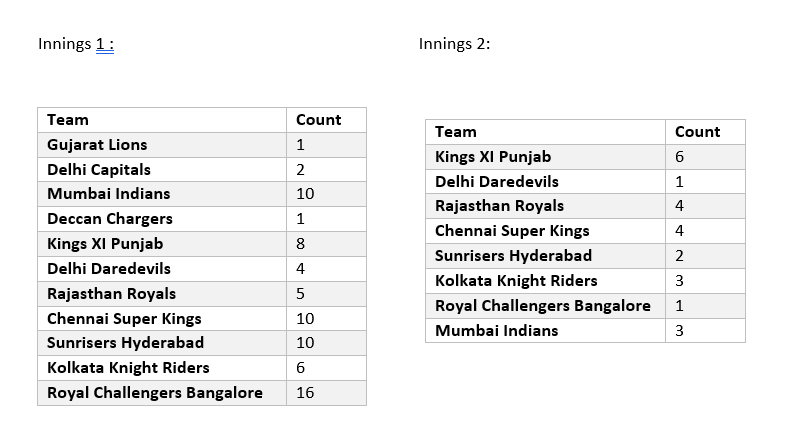 Innings 1 :
Team Count
Gujarat Lions 1
Delhi Capitals 2
Mumbai Indians 10
Deccan Chargers 1
Kings XI Punjab 8
Delhi Daredevils 4
Rajasthan Royals 5
Chennai Super Kings 10
Sunrisers Hyderabad 10
Kolkata Knight Riders 6
Royal Challengers Bangalore 16
Innings 2:
Team Count
Kings XI Punjab 6
Delhi Daredevils 1
Rajasthan Royals 4
Chennai Super Kings 4
Sunrisers Hyderabad 2
Kolkata Knight Riders 3
Royal Challengers Bangalore 1
Mumbai Indians 3